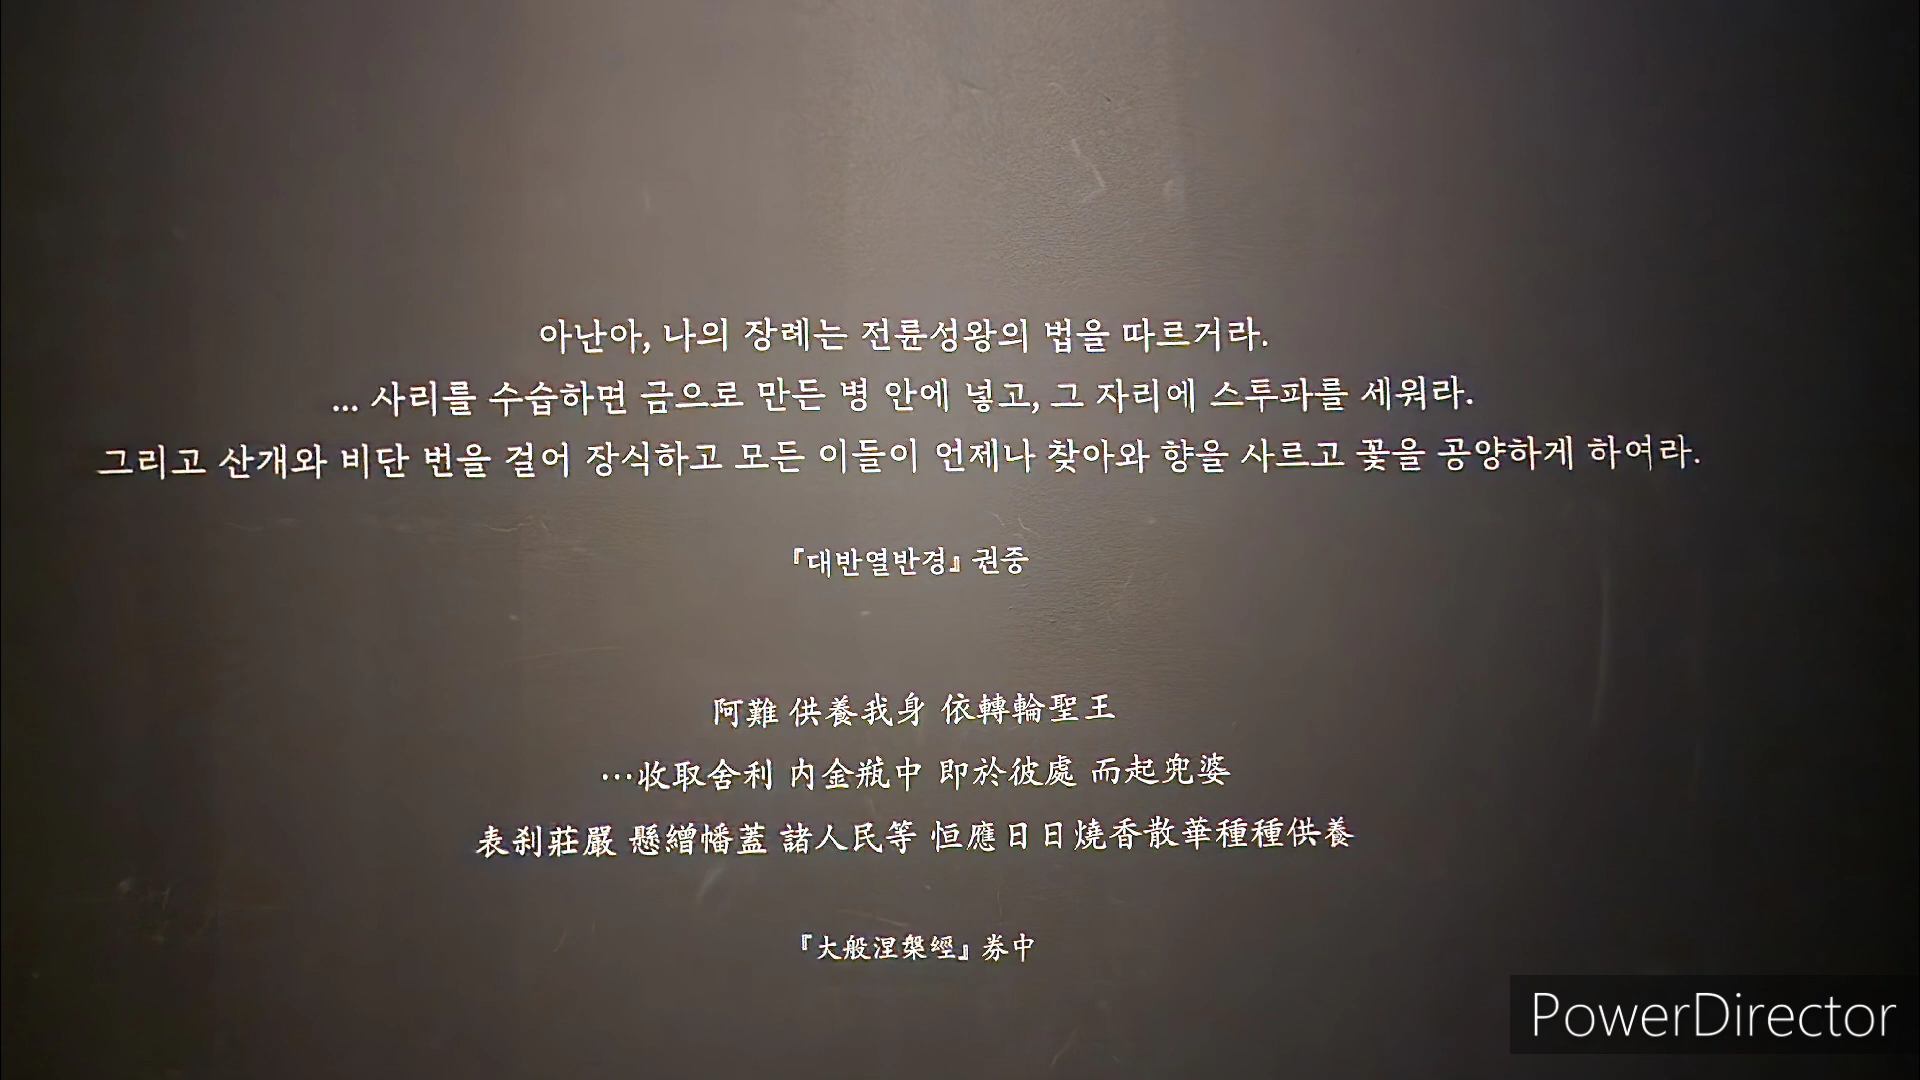 아난아, 나의 장례는 전륜성왕의 법을 따르거라.
... 사리를 수습하면 금으로 만든 병 안에 넣고, 그 자리에 스투파를 세워라.
그리고 산개와 비단 번을 걸어 장식하고 모든 이들이 언제나 찾아와 향을 사르고 꽃을 공양하게 하여라.
『대반열반경』 권중
阿難 供養我身 依轉輪聖王
…收取舍利 内金瓶中 即於彼處 而起兜婆
表刹莊嚴 懸繒幡蓋 諸人民等 恒應日日燒香散華種種供養
『大般涅槃經』 券中
PowerDirector